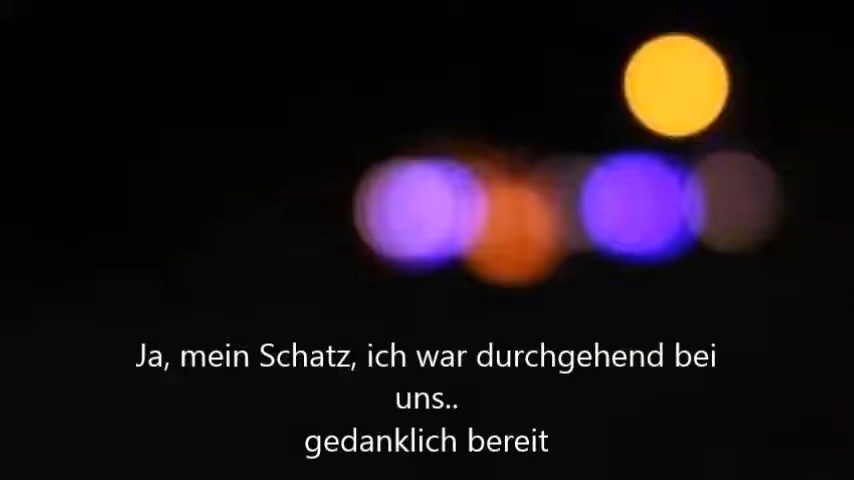 Ja, mein Schatz, ich war durchgehend bei
uns..
gedanklich bereit